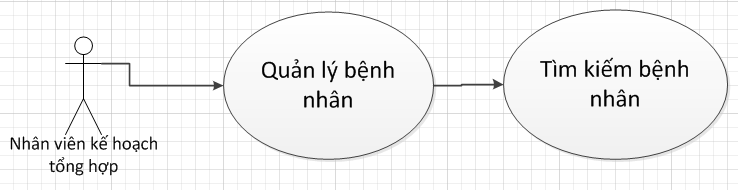 Quản lý bệnh
nhân
Tìm kiếm bệnh
nhân
Nhân viên kế hoạch
tổng hợp